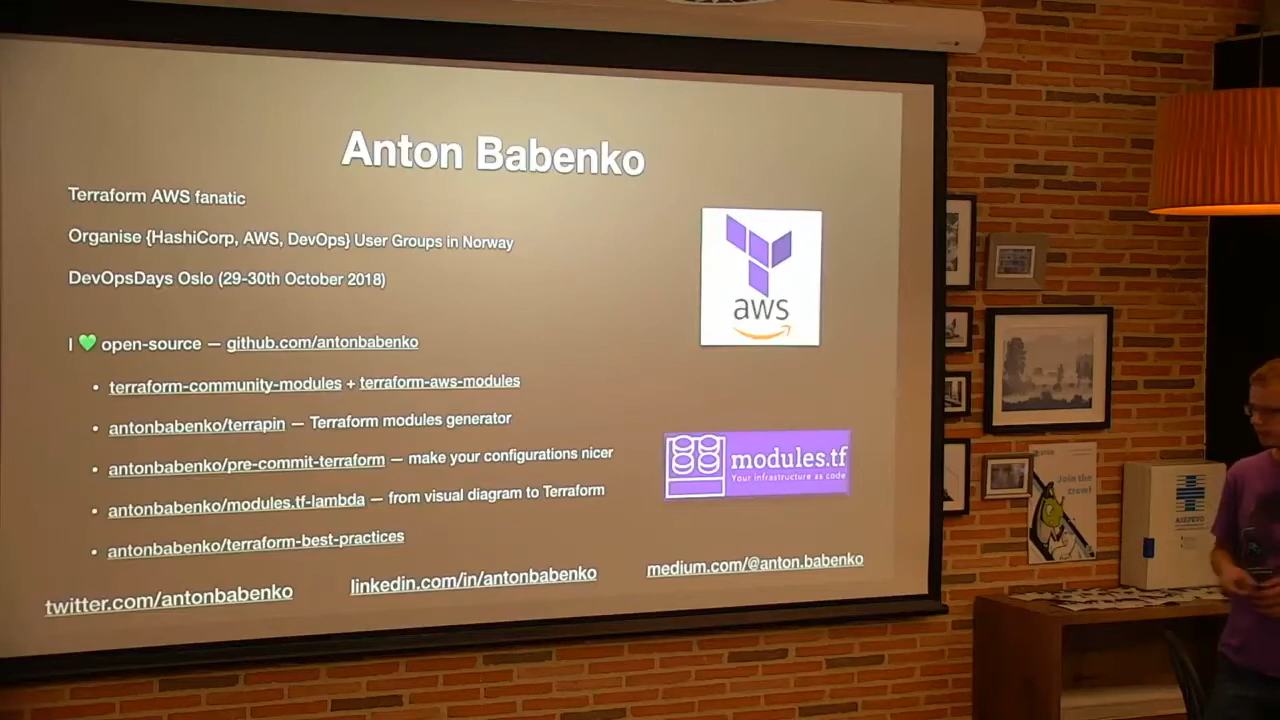 Anton Babenko
Terraform AWS fanatic
Organise {HashiCorp, AWS, DevOps} User Groups in Norway
DevOpsDays Oslo (29-30th October 2018)
aws
I 💚 open-source — github.com/antonbabenko
• terraform-community-modules + terraform-aws-modules
• antonbabenko/terrapin — Terraform modules generator
• antonbabenko/pre-commit-terraform — make your configurations nicer
• antonbabenko/modules.tf-lambda — from visual diagram to Terraform
• antonbabenko/terraform-best-practices
modules.tf
Your infrastructure as code
twitter.com/antonbabenko
linkedin.com/in/antonbabenko
medium.com/@anton.babenko
Join the
crew!